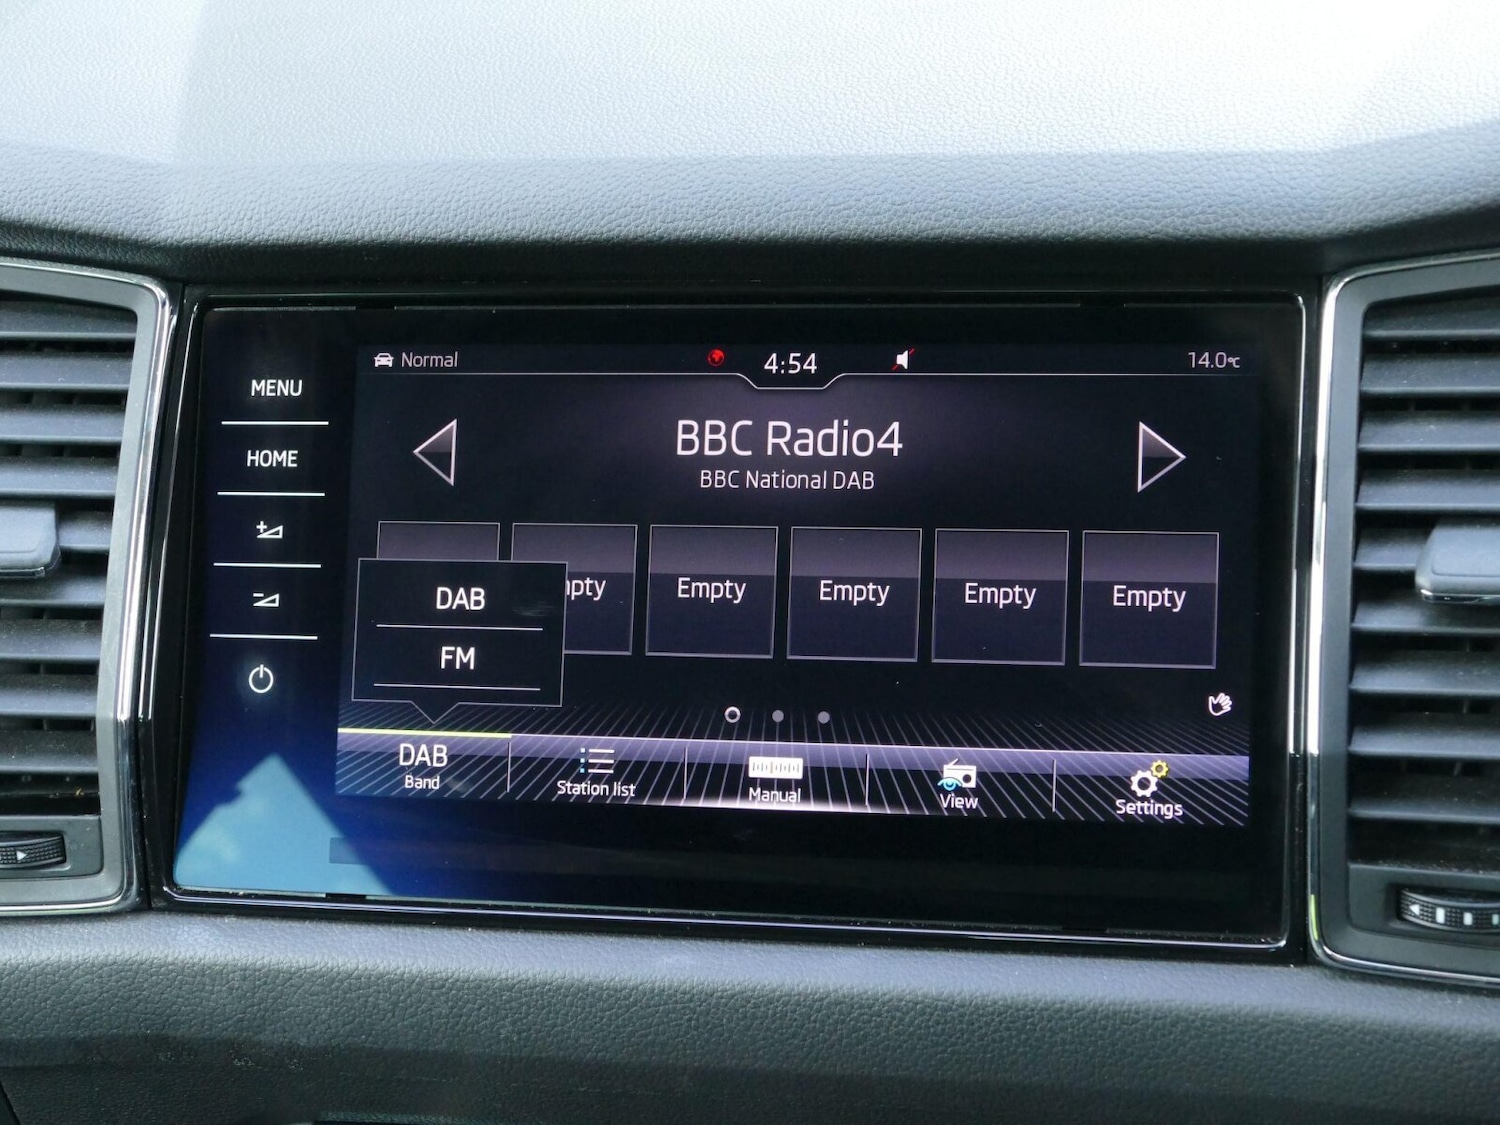 MENU
HOME
Normal
4:54
14.0℃
BBC Radio4
BBC National DAB
Empty
Empty
Empty
Empty
DAB
FM
DAB
Band
Station list
Manual
View
Settings